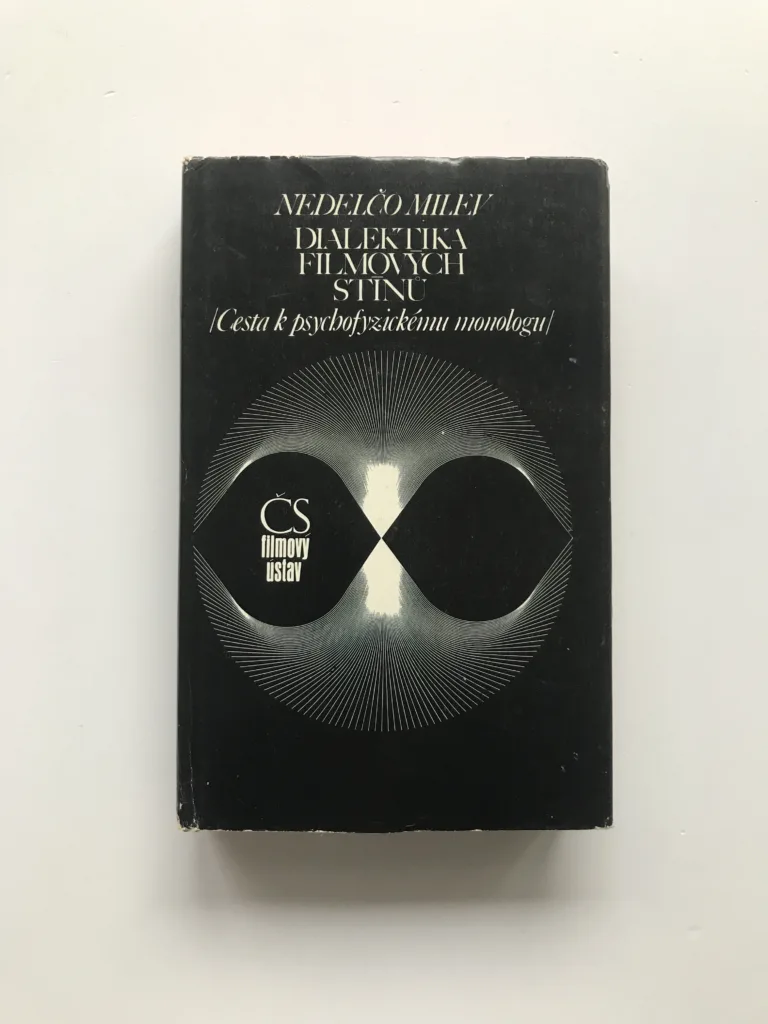 NEDELČO MILEV
DIALEKTIKA
FILMOVÝCH
STÍNŮ
/Cesta k psychofyzickému monologu/
ČS
filmový
ústav